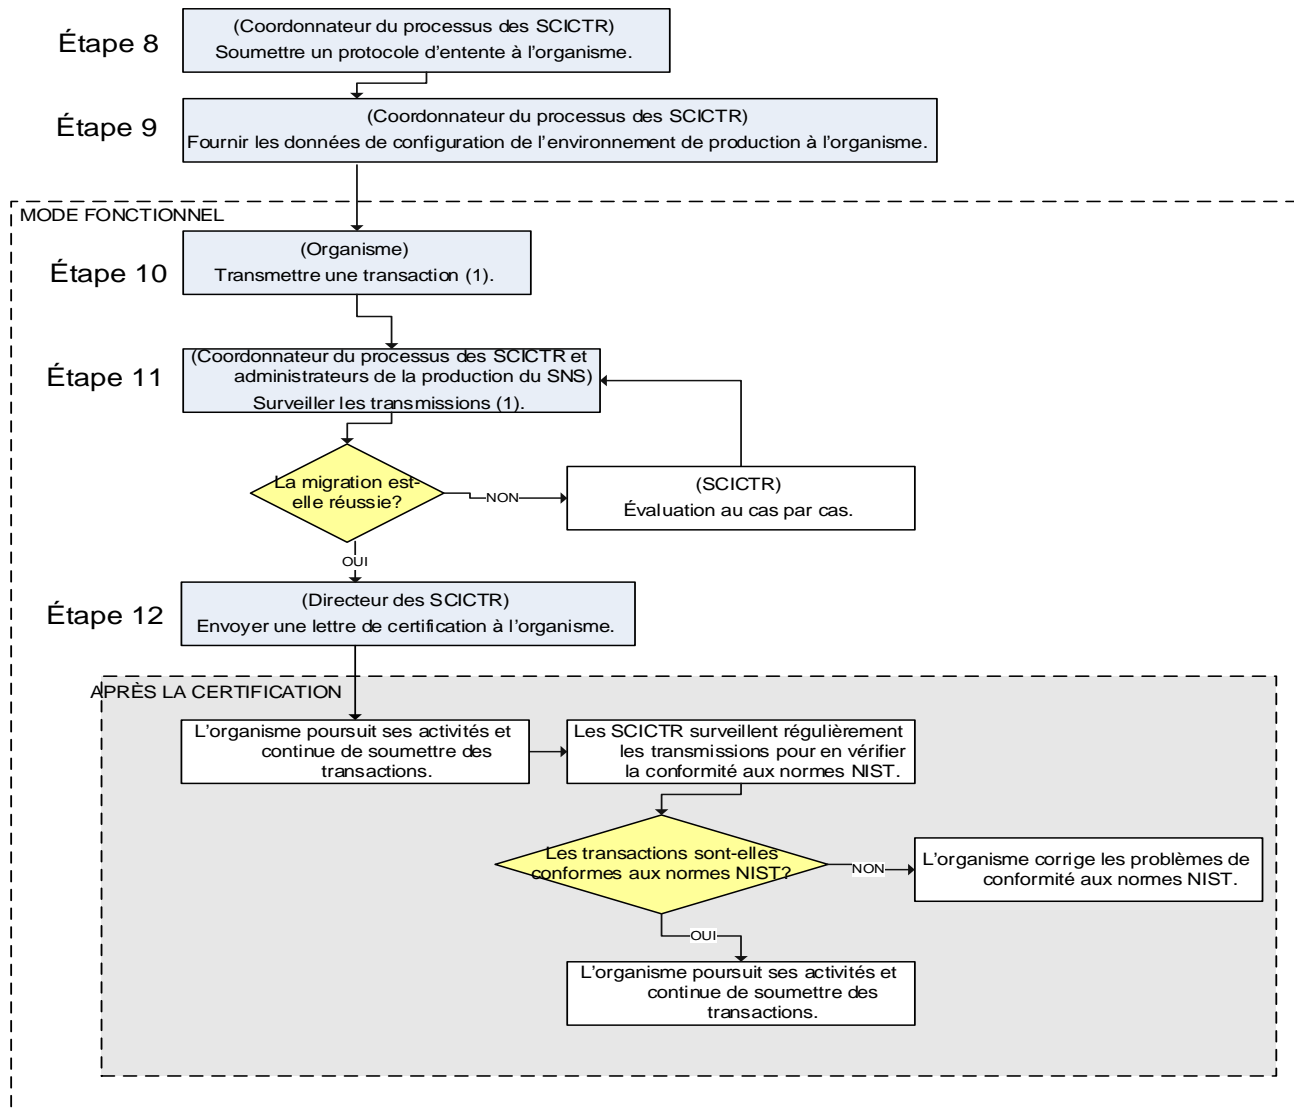 Étape 8
(Coordonnateur du processus des SCICTR)
Soumettre un protocole d'entente à l'organisme.
Étape 9
(Coordonnateur du processus des SCICTR)
Fournir les données de configuration de l'environnement de production à l'organisme.
MODE FONCTIONNEL
Étape 10
(Organisme)
Transmettre une transaction (1).
Étape 11
(Coordonnateur du processus des SCICTR et
administrateurs de la production du SNS)
Surveiller les transmissions (1).
La migration est-
elle réussie?
NON
(SCICTR)
Évaluation au cas par cas.
OUI
Étape 12
(Directeur des SCICTR)
Envoyer une lettre de certification à l'organisme.
APRÈS LA CERTIFICATION
L'organisme poursuit ses activités et
continue de soumettre des
transactions.
Les SCICTR surveillent régulièrement
les transmissions pour en vérifier
la conformité aux normes NIST.
Les transactions sont-elles
conformes aux normes NIST?
NON
L'organisme corrige les problèmes de
conformité aux normes NIST.
OUI
L'organisme poursuit ses activités et
continue de soumettre des
transactions.